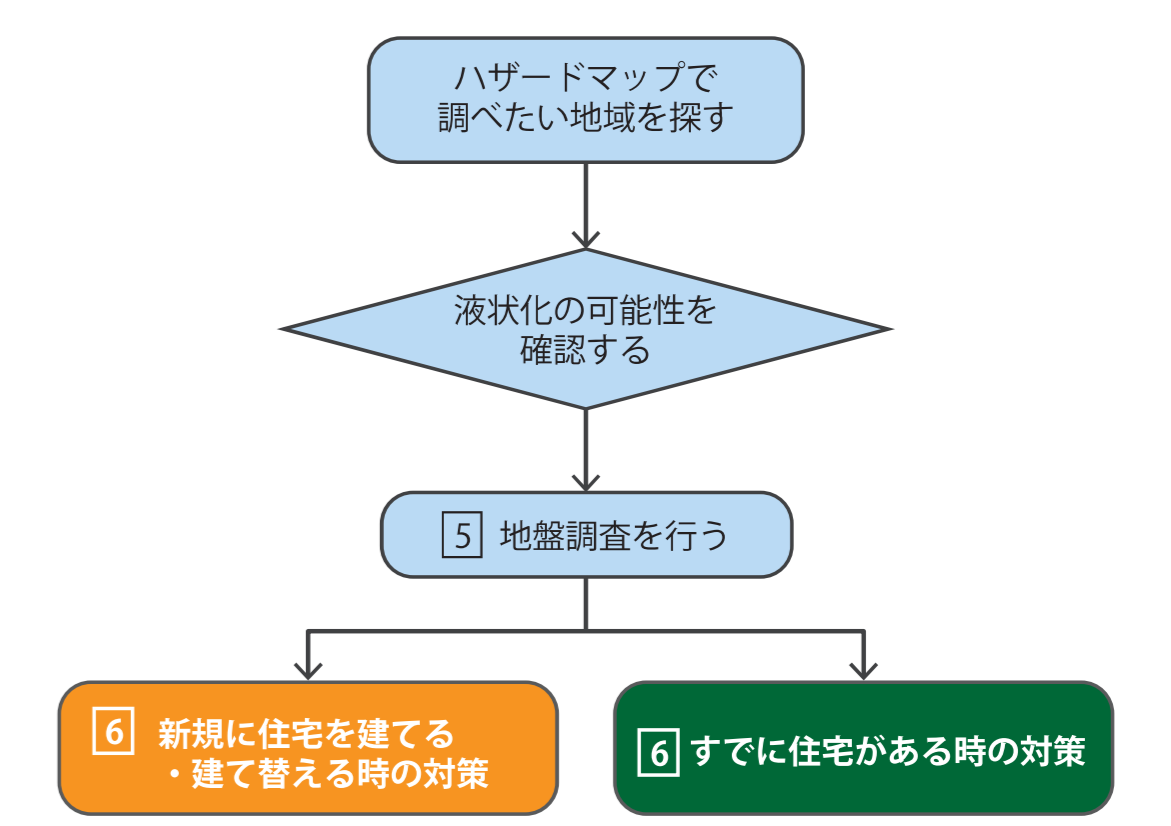 ハザードマップで
調べたい地域を探す
液状化の可能性を
確認する
5 地盤調査を行う
6 新規に住宅を建てる
・建て替える時の対策
6 すでに住宅がある時の対策